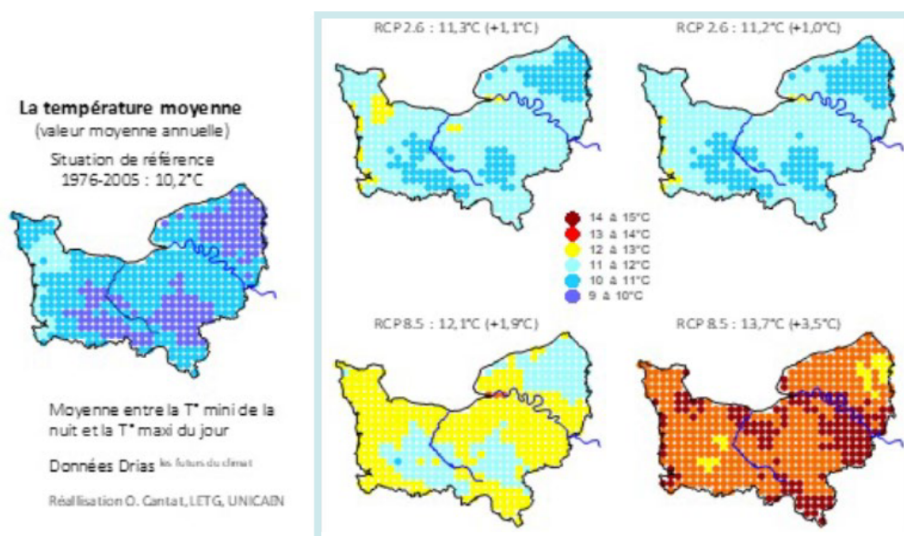 La température moyenne
(valeur moyenne annuelle)
Situation de référence
1976-2005 : 10,2°C
Moyenne entre la T° mini de la
nuit et la T° maxi du jour
Données Drias les futurs du climat
Réallisation O. Cantat, LETG, UNICAEN
RCP 2.6 : 11,3°C (+1,1°C)
RCP 2.6 : 11,2°C (+1,0°C)
14 à 15°C
13 à 14°C
12 à 13°C
11 à 12°C
10 à 11°C
9 à 10°C
RCP 8.5 : 12,1°C (+1,9°C)
RCP 8.5 : 13,7°C (+3,5°C)